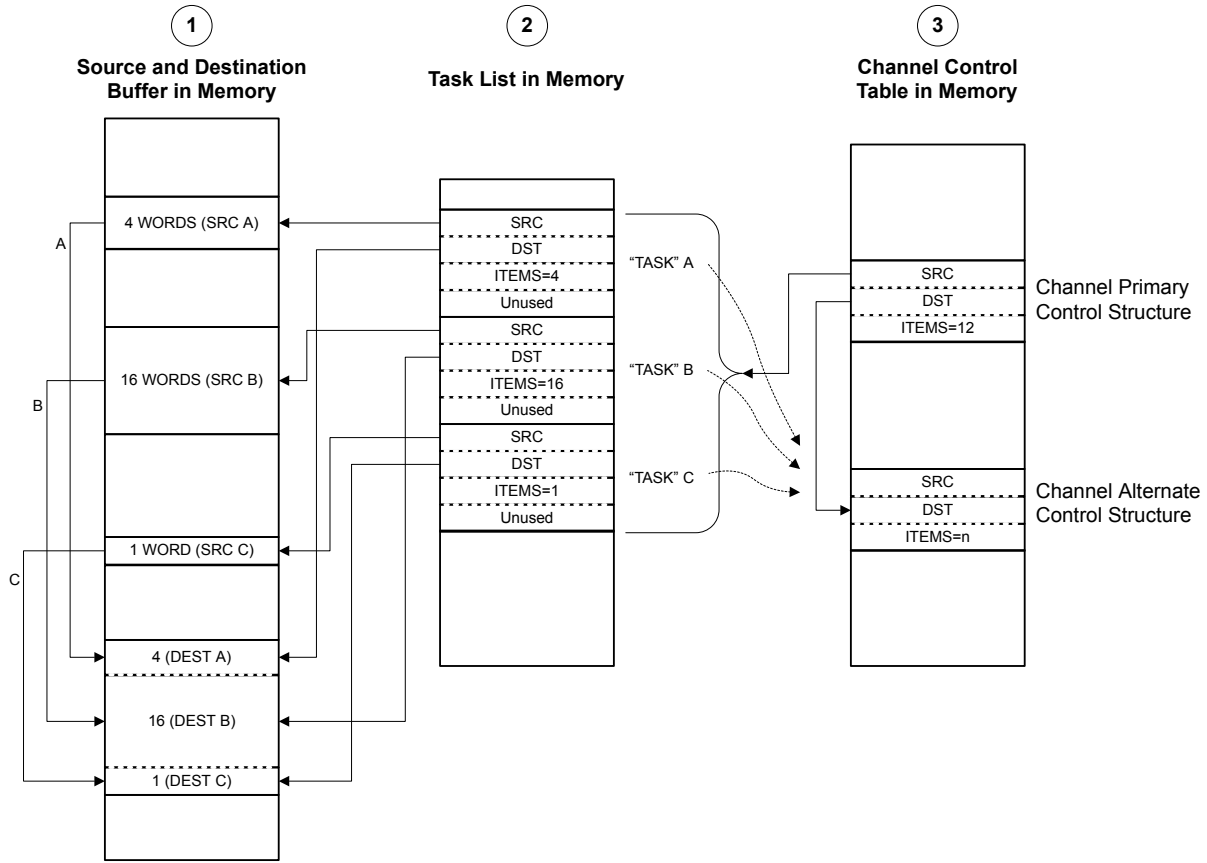 1
Source and Destination
Buffer in Memory
4 WORDS (SRC A)
A
16 WORDS (SRC B)
B
1 WORD (SRC C)
C
4 (DEST A)
16 (DEST B)
1 (DEST C)
2
Task List in Memory
SRC
DST
ITEMS=4
Unused
SRC
DST
ITEMS=16
Unused
SRC
DST
ITEMS=1
Unused
“TASK” A
“TASK” B
“TASK” C
3
Channel Control
Table in Memory
SRC
DST
ITEMS=12
Channel Primary
Control Structure
SRC
DST
ITEMS=n
Channel Alternate
Control Structure